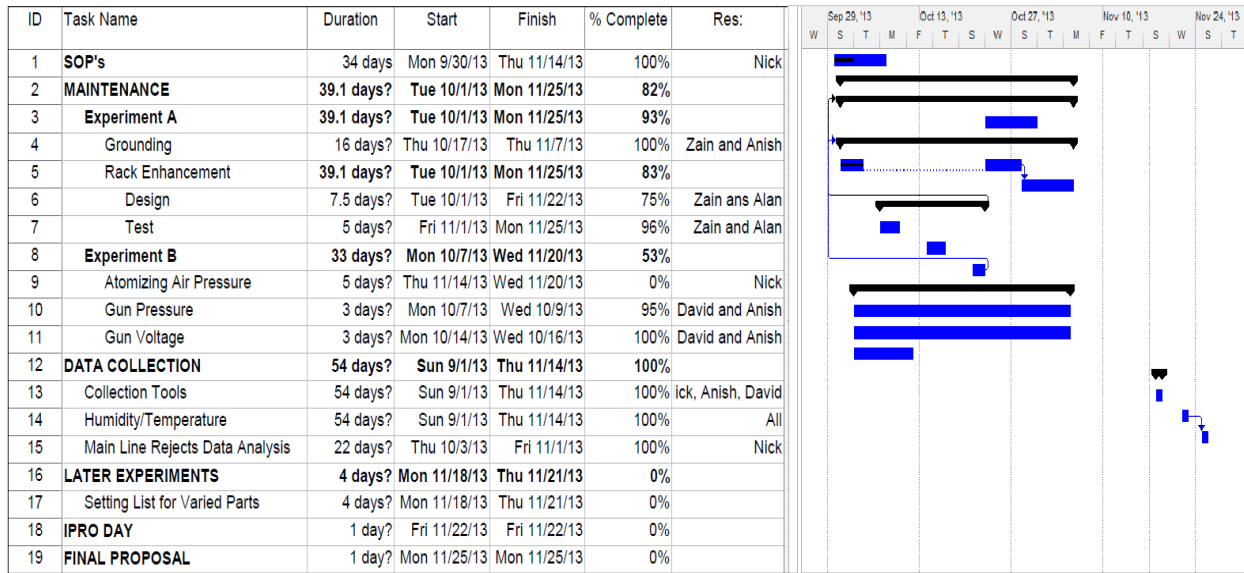 ID Task Name Duration Start Finish % Complete Res: Sep 29, '13 Oct 13, '13 Oct 27, '13 Nov 10, '13 Nov 24, '13
W S T M F T S W S T M F T S W S T
1 SOP's 34 days Mon 9/30/13 Thu 11/14/13 100% Nick
2 MAINTENANCE 39.1 days? Tue 10/1/13 Mon 11/25/13 82%
3 Experiment A 39.1 days? Tue 10/1/13 Mon 11/25/13 93%
4 Grounding 16 days? Thu 10/17/13 Thu 11/7/13 100% Zain and Anish
5 Rack Enhancement 39.1 days? Tue 10/1/13 Mon 11/25/13 83%
6 Design 7.5 days? Tue 10/1/13 Fri 11/22/13 75% Zain ans Alan
7 Test 5 days? Fri 11/1/13 Mon 11/25/13 96% Zain and Alan
8 Experiment B 33 days? Mon 10/7/13 Wed 11/20/13 53%
9 Atomizing Air Pressure 5 days? Thu 11/14/13 Wed 11/20/13 0% Nick
10 Gun Pressure 3 days? Mon 10/7/13 Wed 10/9/13 95% David and Anish
11 Gun Voltage 3 days? Mon 10/14/13 Wed 10/16/13 100% David and Anish
12 DATA COLLECTION 54 days? Sun 9/1/13 Thu 11/14/13 100%
13 Collection Tools 54 days? Sun 9/1/13 Thu 11/14/13 100% ick, Anish, David
14 Humidity/Temperature 54 days? Sun 9/1/13 Thu 11/14/13 100% All
15 Main Line Rejects Data Analysis 22 days? Thu 10/3/13 Fri 11/1/13 100% Nick
16 LATER EXPERIMENTS 4 days? Mon 11/18/13 Thu 11/21/13 0%
17 Setting List for Varied Parts 4 days? Mon 11/18/13 Thu 11/21/13 0%
18 IPRO DAY 1 day? Fri 11/22/13 Fri 11/22/13 0%
19 FINAL PROPOSAL 1 day? Mon 11/25/13 Mon 11/25/13 0%